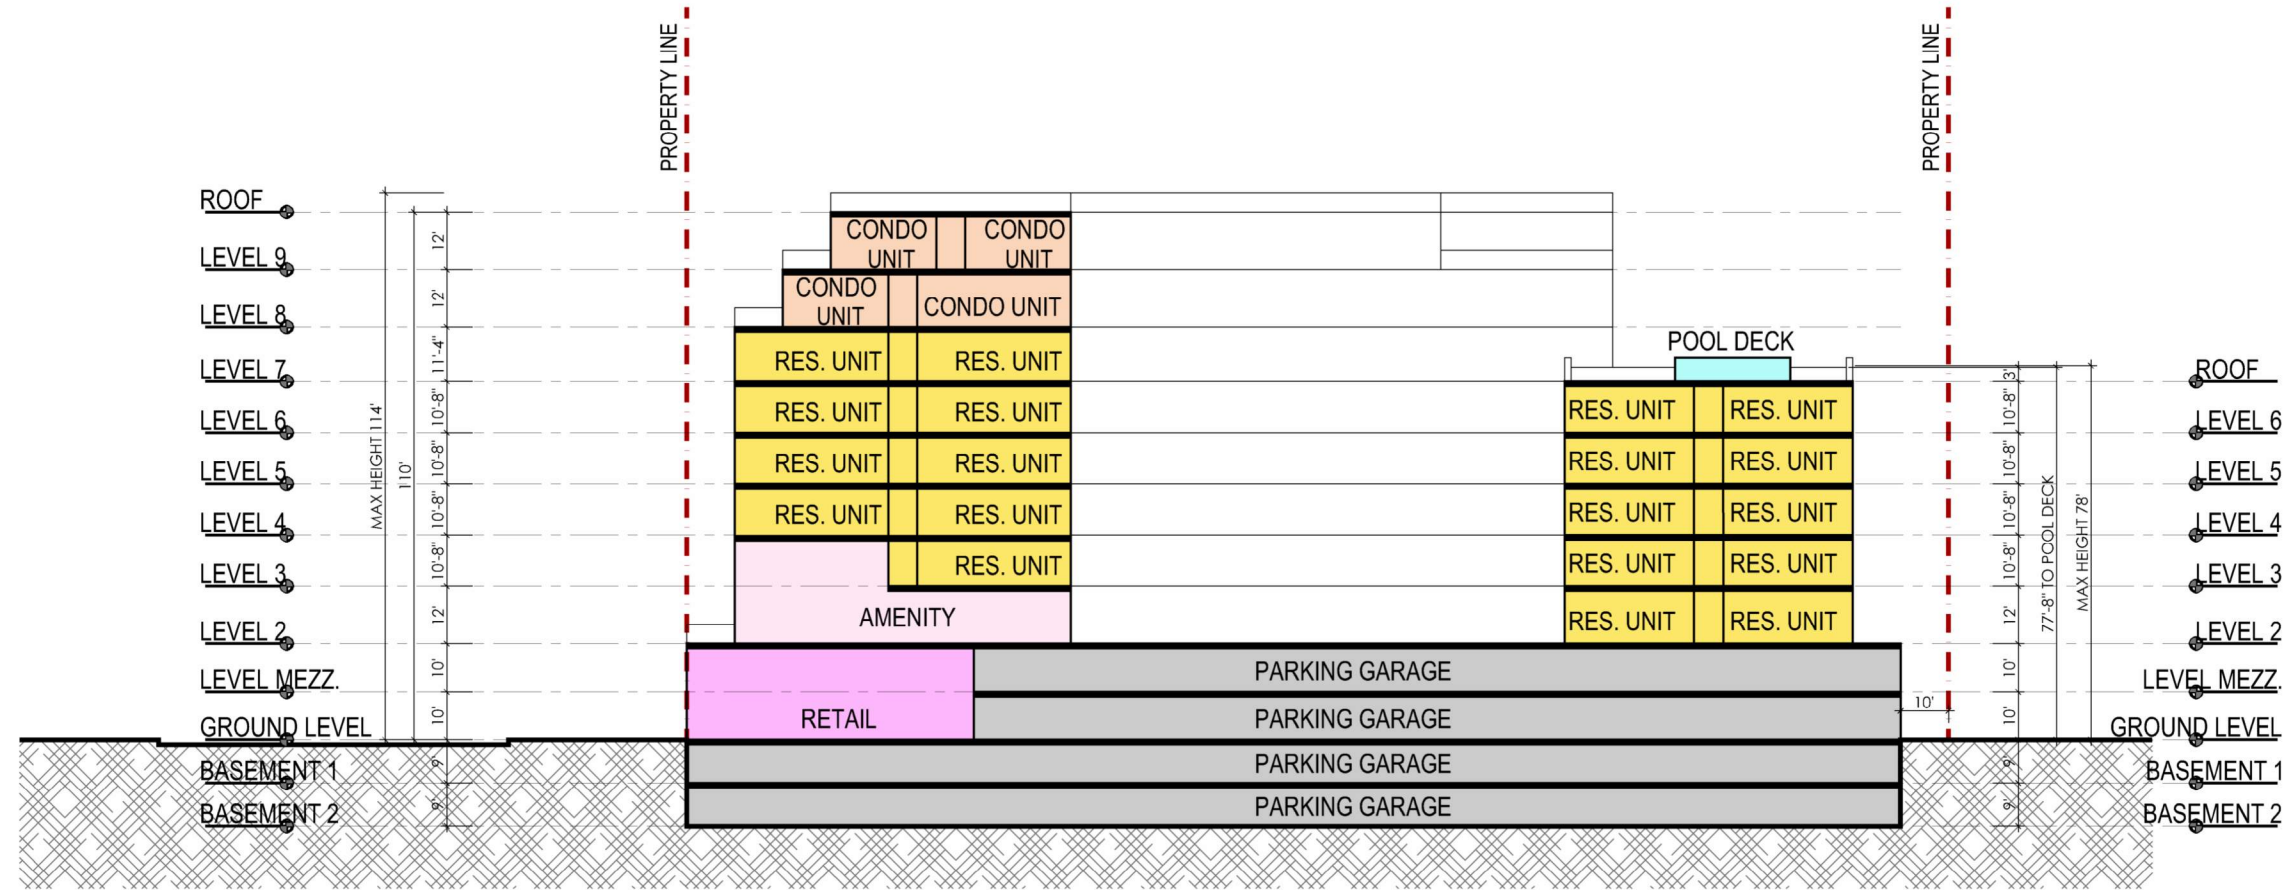 PROPERTY LINE
PROPERTY LINE
ROOF
LEVEL 9
LEVEL 8
LEVEL 7
LEVEL 6
LEVEL 5
LEVEL 4
LEVEL 3
LEVEL 2
LEVEL MEZZ.
GROUND LEVEL
BASEMENT 1
BASEMENT 2
MAX HEIGHT 114'
110'
12'
12'
11'-4"
10'-8"
10'-8"
10'-8"
10'-8"
12'
10'
10'
9'
9'
CONDO
UNIT
CONDO
UNIT
CONDO
UNIT
CONDO UNIT
RES. UNIT
RES. UNIT
RES. UNIT
RES. UNIT
RES. UNIT
RES. UNIT
RES. UNIT
RES. UNIT
RES. UNIT
AMENITY
RETAIL
PARKING GARAGE
PARKING GARAGE
PARKING GARAGE
PARKING GARAGE
POOL DECK
RES. UNIT
RES. UNIT
RES. UNIT
RES. UNIT
RES. UNIT
RES. UNIT
RES. UNIT
RES. UNIT
RES. UNIT
RES. UNIT
10'
3'
10'-8"
10'-8"
10'-8"
10'-8"
12'
10'
10'
9'
9'
77'-8" TO POOL DECK
MAX HEIGHT 78'
ROOF
LEVEL 6
LEVEL 5
LEVEL 4
LEVEL 3
LEVEL 2
LEVEL MEZZ.
GROUND LEVEL
BASEMENT 1
BASEMENT 2